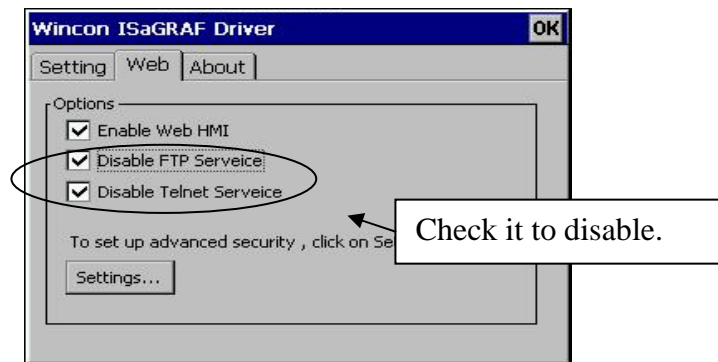 Wincon ISaGRAF Driver OK
Setting Web About
Options
Enable Web HMI
Disable FTP Serveice
Disable Telnet Serveice
Check it to disable.
To set up advanced security , click on Se
Settings...